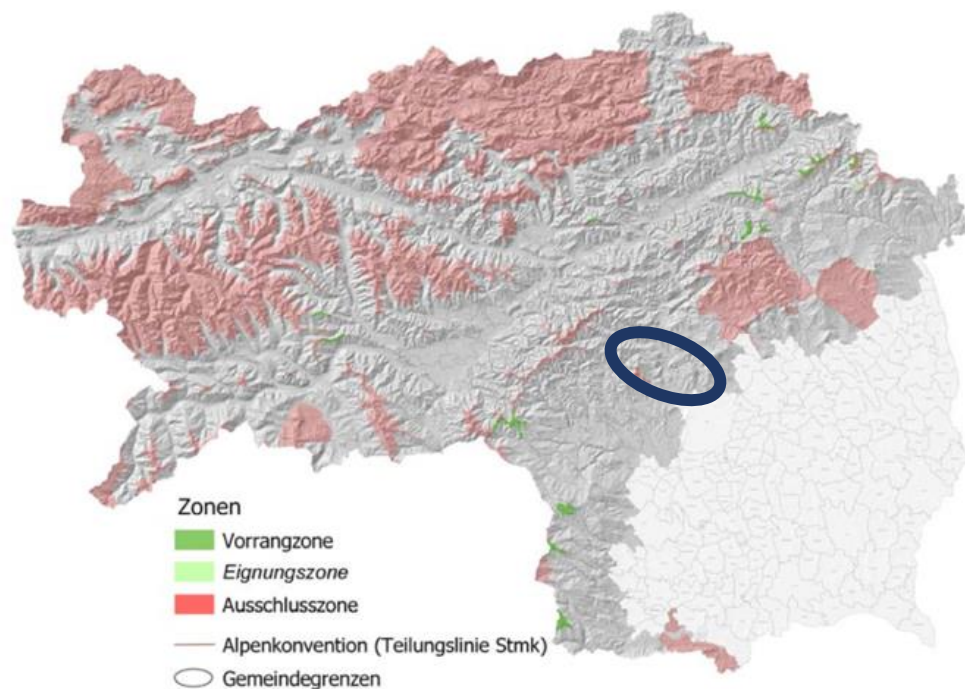 Zonen
Vorrangzone
Eignungszone
Ausschlusszone
Alpenkonvention (Teilungslinie Stmk)
Gemeindegrenzen